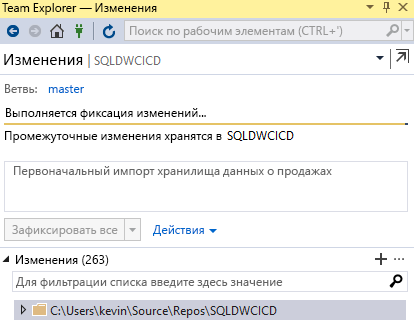 Team Explorer — Изменения
Поиск по рабочим элементам (CTRL+')
Изменения | SQLDWCICD
Ветвь: master
Выполняется фиксация изменений...
Промежуточные изменения хранятся в SQLDWCICD
Первоначальный импорт хранилища данных о продажах
Зафиксировать все Действия
Изменения (263)
Для фильтрации списка введите здесь значение
C:\Users\kevin\Source\Repos\SQLDWCICD